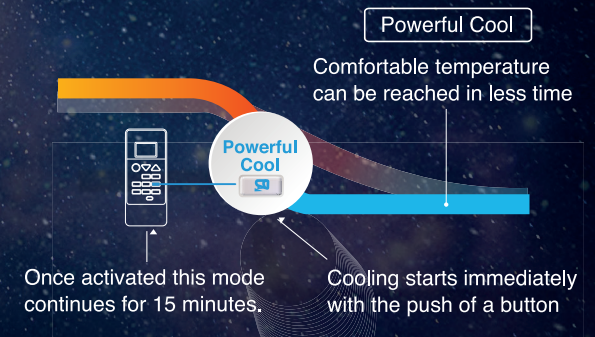 Powerful Cool
Comfortable temperature
can be reached in less time
Powerful
Cool
Once activated this mode
continues for 15 minutes.
Cooling starts immediately
with the push of a button